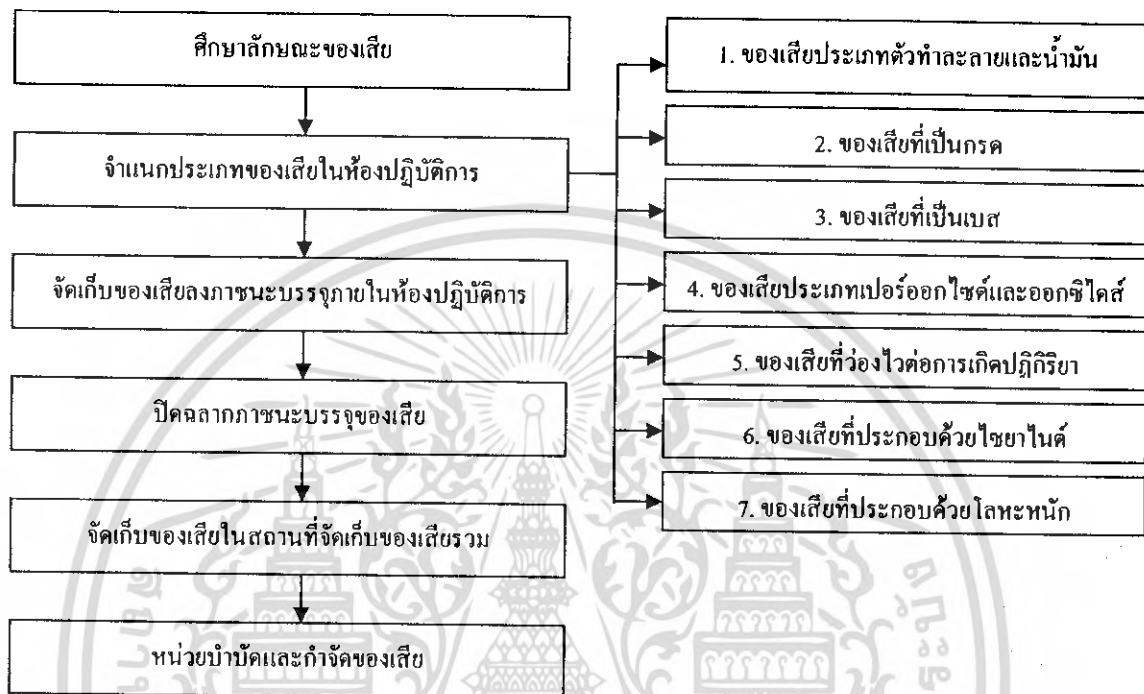 ศึกษาลักษณะของเสีย
จำแนกประเภทของเสียในห้องปฏิบัติการ
จัดเก็บของเสียลงภาชนะบรรจุภายในห้องปฏิบัติการ
ปิดฉลากภาชนะบรรจุของเสีย
จัดเก็บของเสียในสถานที่จัดเก็บของเสียรวม
หน่วยบำบัดและกำจัดของเสีย
1. ของเสียประเภทตัวทำละลายและน้ำมัน
2. ของเสียที่เป็นกรด
3. ของเสียที่เป็นเบส
4. ของเสียประเภทเปอร์ออกไซด์และออกซิไดส์
5. ของเสียที่ว่องไวต่อการเกิดปฏิกิริยา
6. ของเสียที่ประกอบด้วยไซยาไนด์
7. ของเสียที่ประกอบด้วยโลหะหนัก